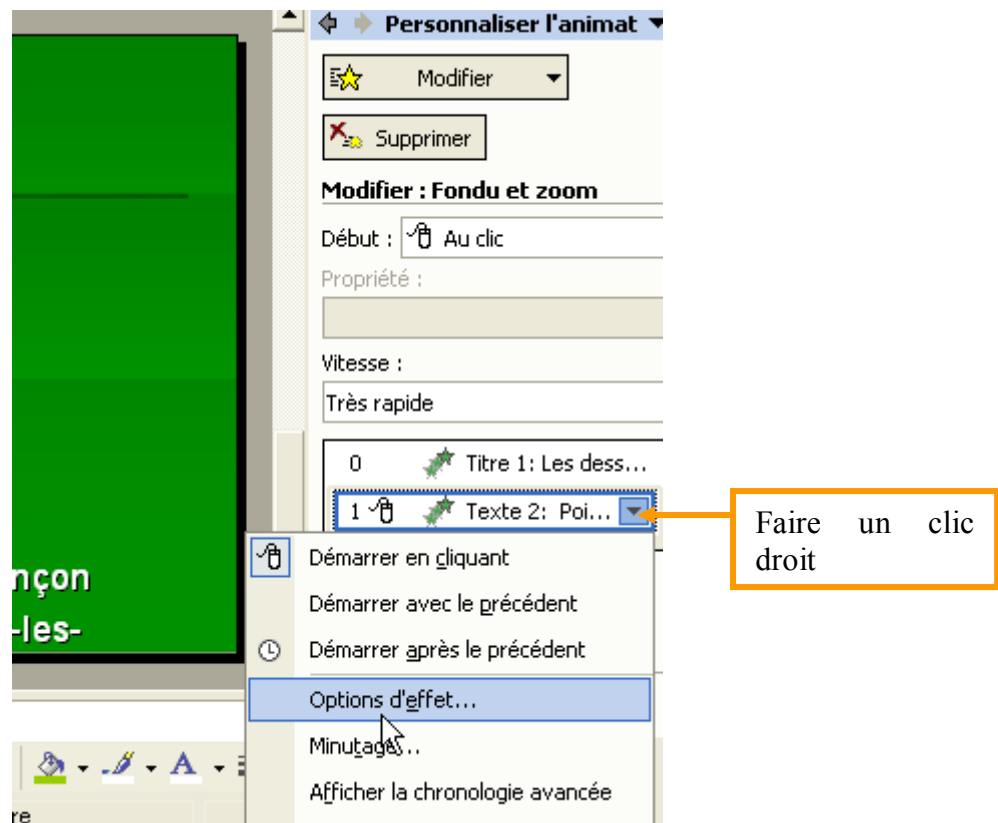 Personnaliser l'animat
Modifier
Supprimer
Modifier : Fondu et zoom
Début : Au clic
Propriété :
Vitesse :
Très rapide
0 Titre 1: Les dess...
1 Texte 2: Poi...
Faire un clic
droit
Démarrer en cliquant
Démarrer avec le précédent
Démarrer après le précédent
Options d'effet...
Minutage...
Afficher la chronologie avancée
nçon
-les-
A
re